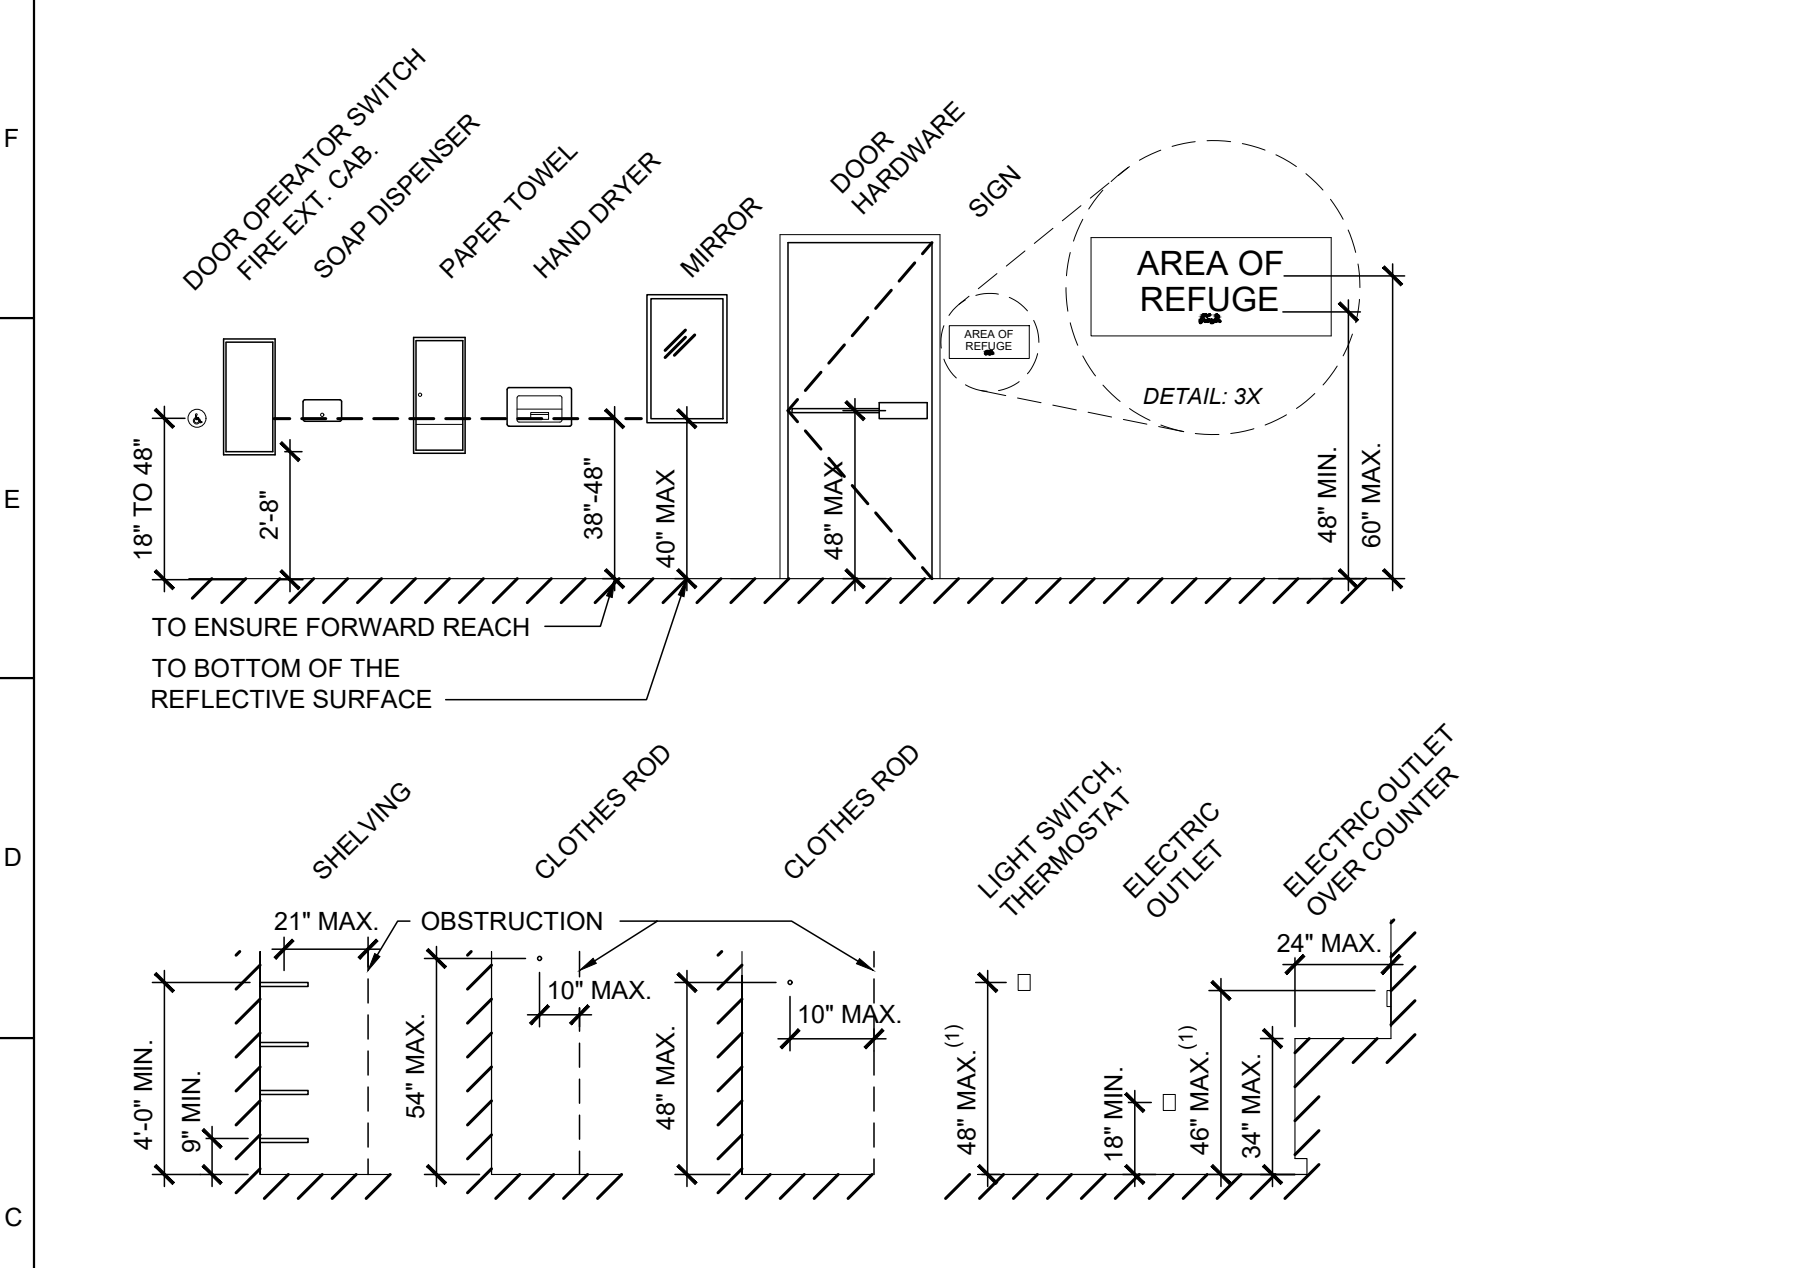 F
E
D
C
DOOR OPERATOR SWITCH
FIRE EXT. CAB.
SOAP DISPENSER
PAPER TOWEL
HAND DRYER
MIRROR
DOOR
HARDWARE
SIGN
AREA OF
REFUGE
AREA OF
REFUGE
DETAIL: 3X
18" TO 48"
2'-8"
38"-48"
40" MAX
48" MAX
48" MIN.
60" MAX.
TO ENSURE FORWARD REACH
TO BOTTOM OF THE
REFLECTIVE SURFACE
SHELVING
CLOTHES ROD
CLOTHES ROD
LIGHT SWITCH,
THERMOSTAT
ELECTRIC
OUTLET
ELECTRIC OUTLET
OVER COUNTER
21" MAX.
OBSTRUCTION
24" MAX.
10" MAX.
10" MAX.
4'-0" MIN.
9" MIN.
54" MAX.
48" MAX.
48" MAX.(1)
18" MIN.
46" MAX.(1)
34" MAX.